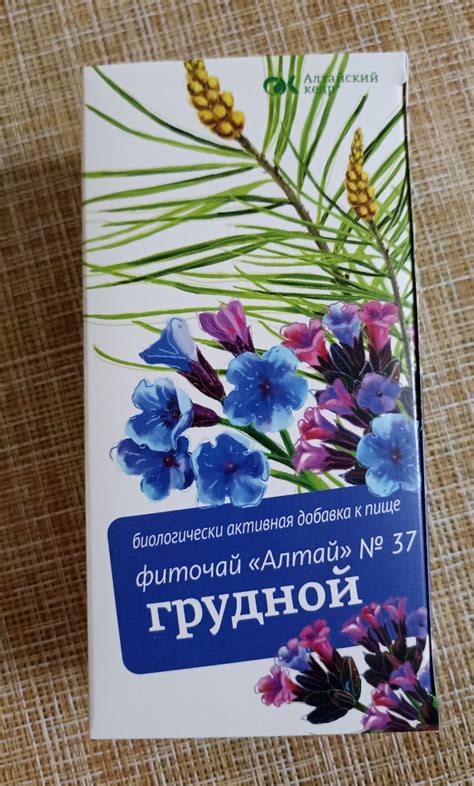 Алтайский
кедр
биологически активная добавка к пище
фиточай «Алтай» № 37
грудной